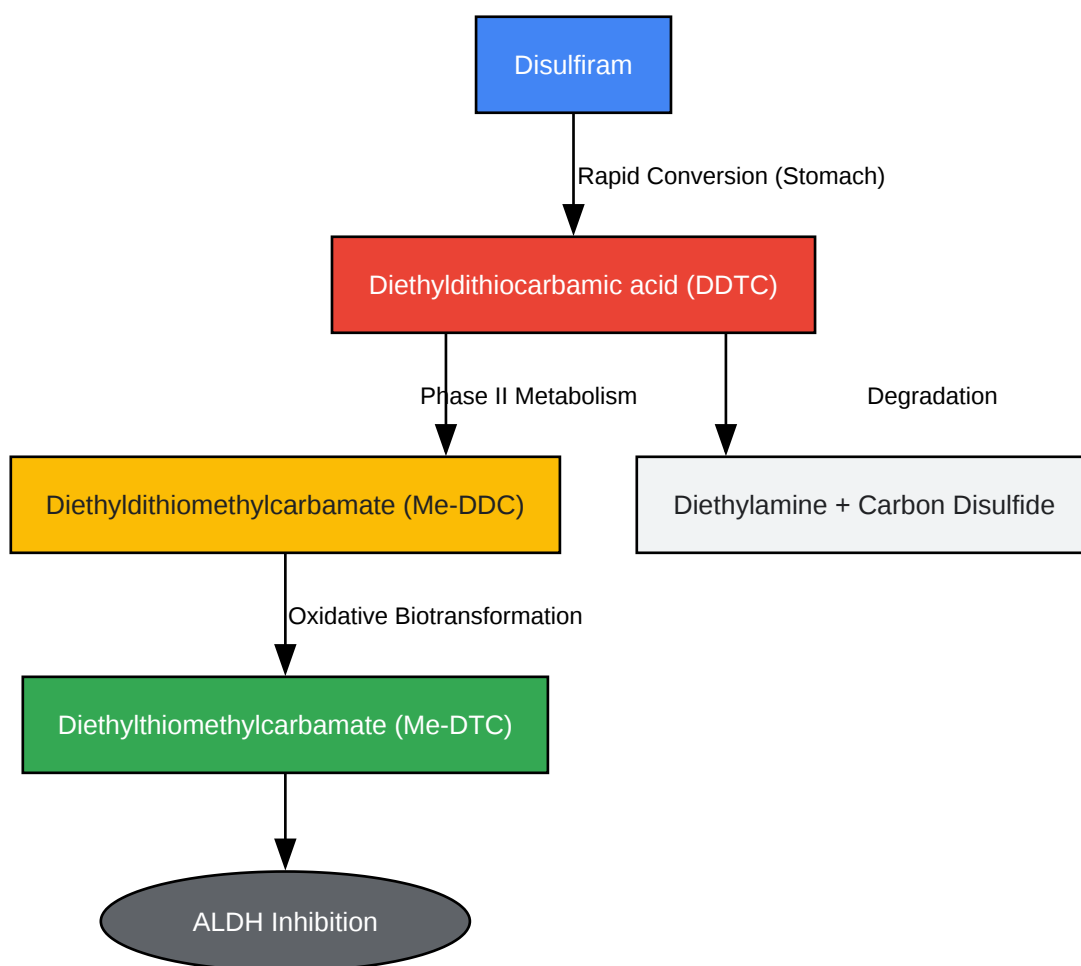 Disulfiram
Rapid Conversion (Stomach)
Diethyldithiocarbamic acid (DDTC)
Phase II Metabolism
Degradation
Diethyldithiomethylcarbamate (Me-DDC)
Diethylamine + Carbon Disulfide
Oxidative Biotransformation
Diethylthiomethylcarbamate (Me-DTC)
ALDH Inhibition